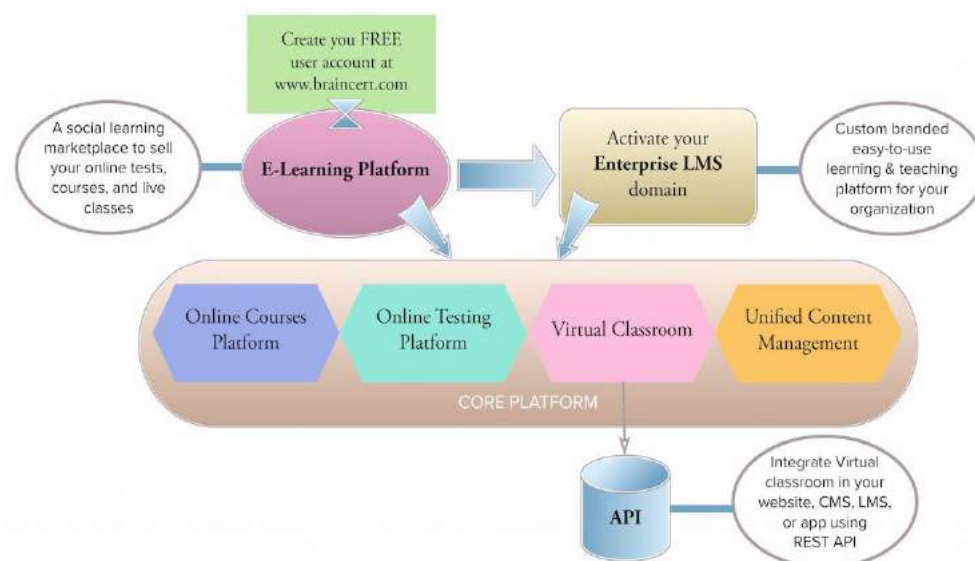 Create you FREE
user account at
www.braincert.com
A social learning
marketplace to sell
your online tests,
courses, and live
classes
E-Learning Platform
Activate your
Enterprise LMS
domain
Custom branded
easy-to-use
learning & teaching
platform for your
organization
Online Courses
Platform
Online Testing
Platform
Virtual Classroom
Unified Content
Management
CORE PLATFORM
API
Integrate Virtual
classroom in your
website, CMS, LMS,
or app using
REST API